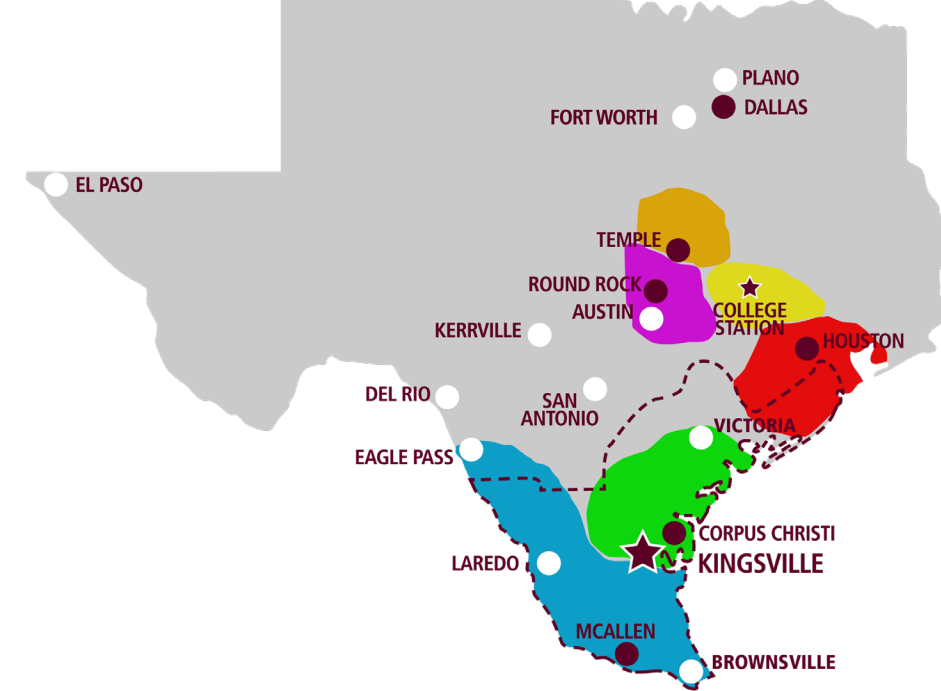 PLANO
DALLAS
FORT WORTH
EL PASO
TEMPLE
ROUND ROCK
AUSTIN
COLLEGE
STATION
KERRVILLE
HOUSTON
DEL RIO
SAN
ANTONIO
VICTORIA
EAGLE PASS
CORPUS CHRISTI
LAREDO
KINGSVILLE
MCALLEN
BROWNSVILLE